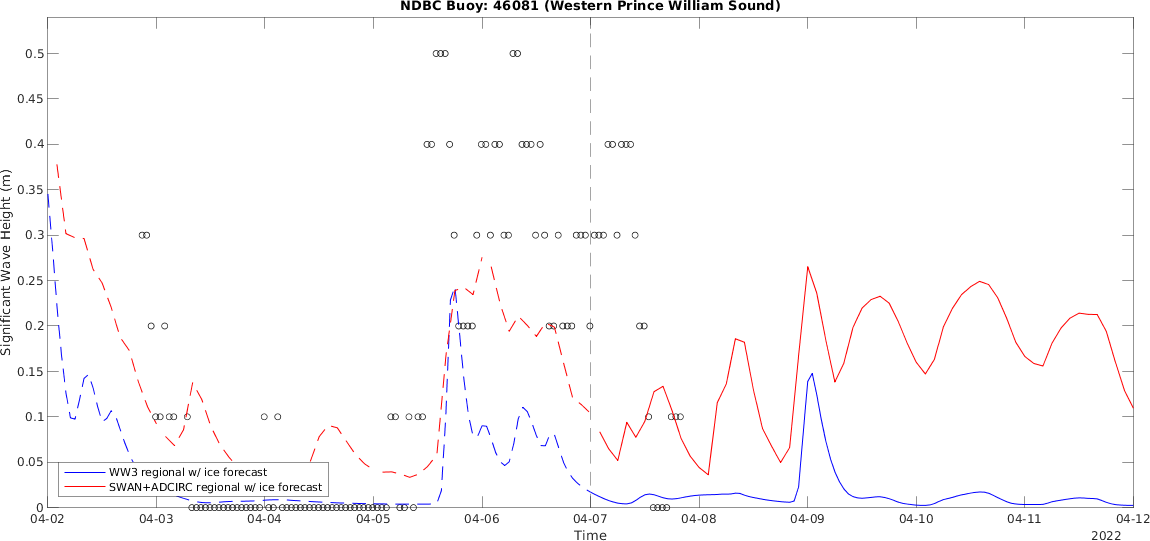 NDBC Buoy: 46081 (Western Prince William Sound)
Significant Wave Height (m)
0.5
0.45
0.4
0.35
0.3
0.25
0.2
0.15
0.1
0.05
0
WW3 regional w/ ice forecast
SWAN+ADCIRC regional w/ ice forecast
04-02 04-03 04-04 04-05 04-06 04-07 04-08 04-09 04-10 04-11 04-12
Time
2022